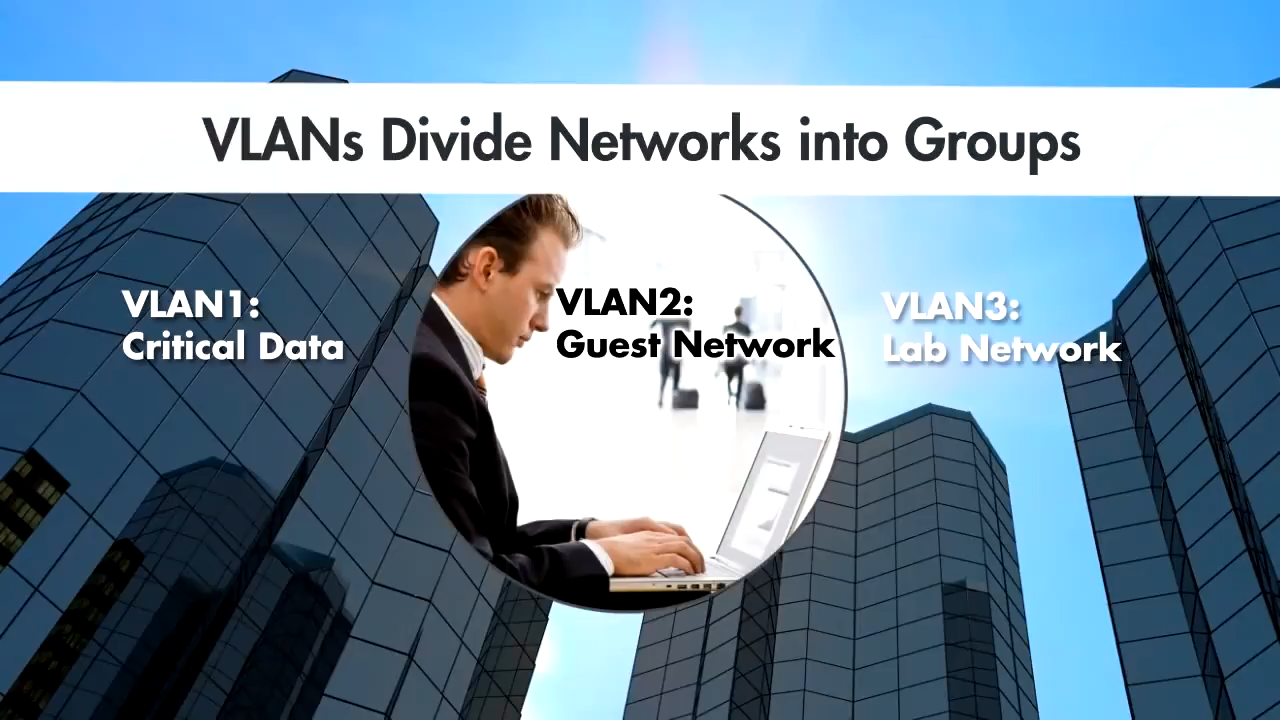 VLANs Divide Networks into Groups
VLAN1:
Critical Data
VLAN2:
Guest Network
VLAN3:
Lab Network